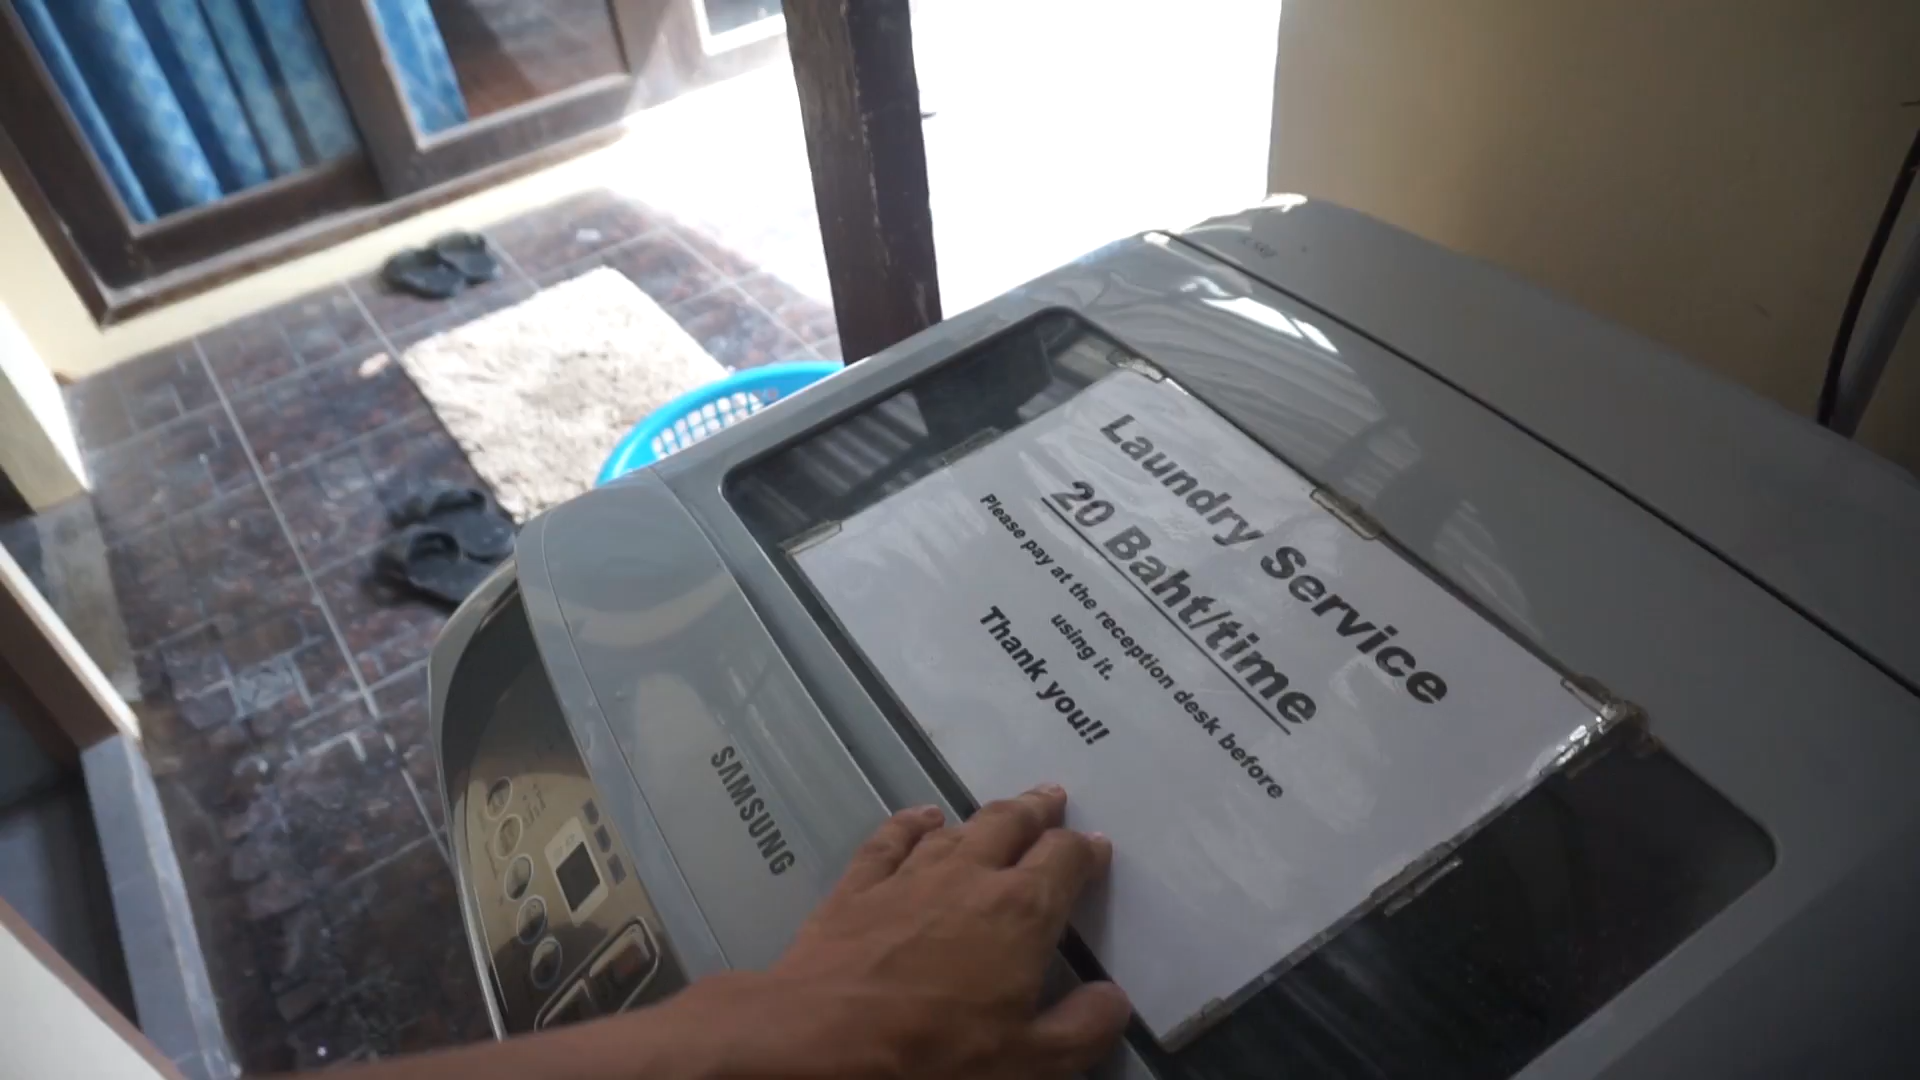 Laundry Service
20 Baht/time
Please pay at the reception desk before
using it.
Thank you!!
SAMSUNG